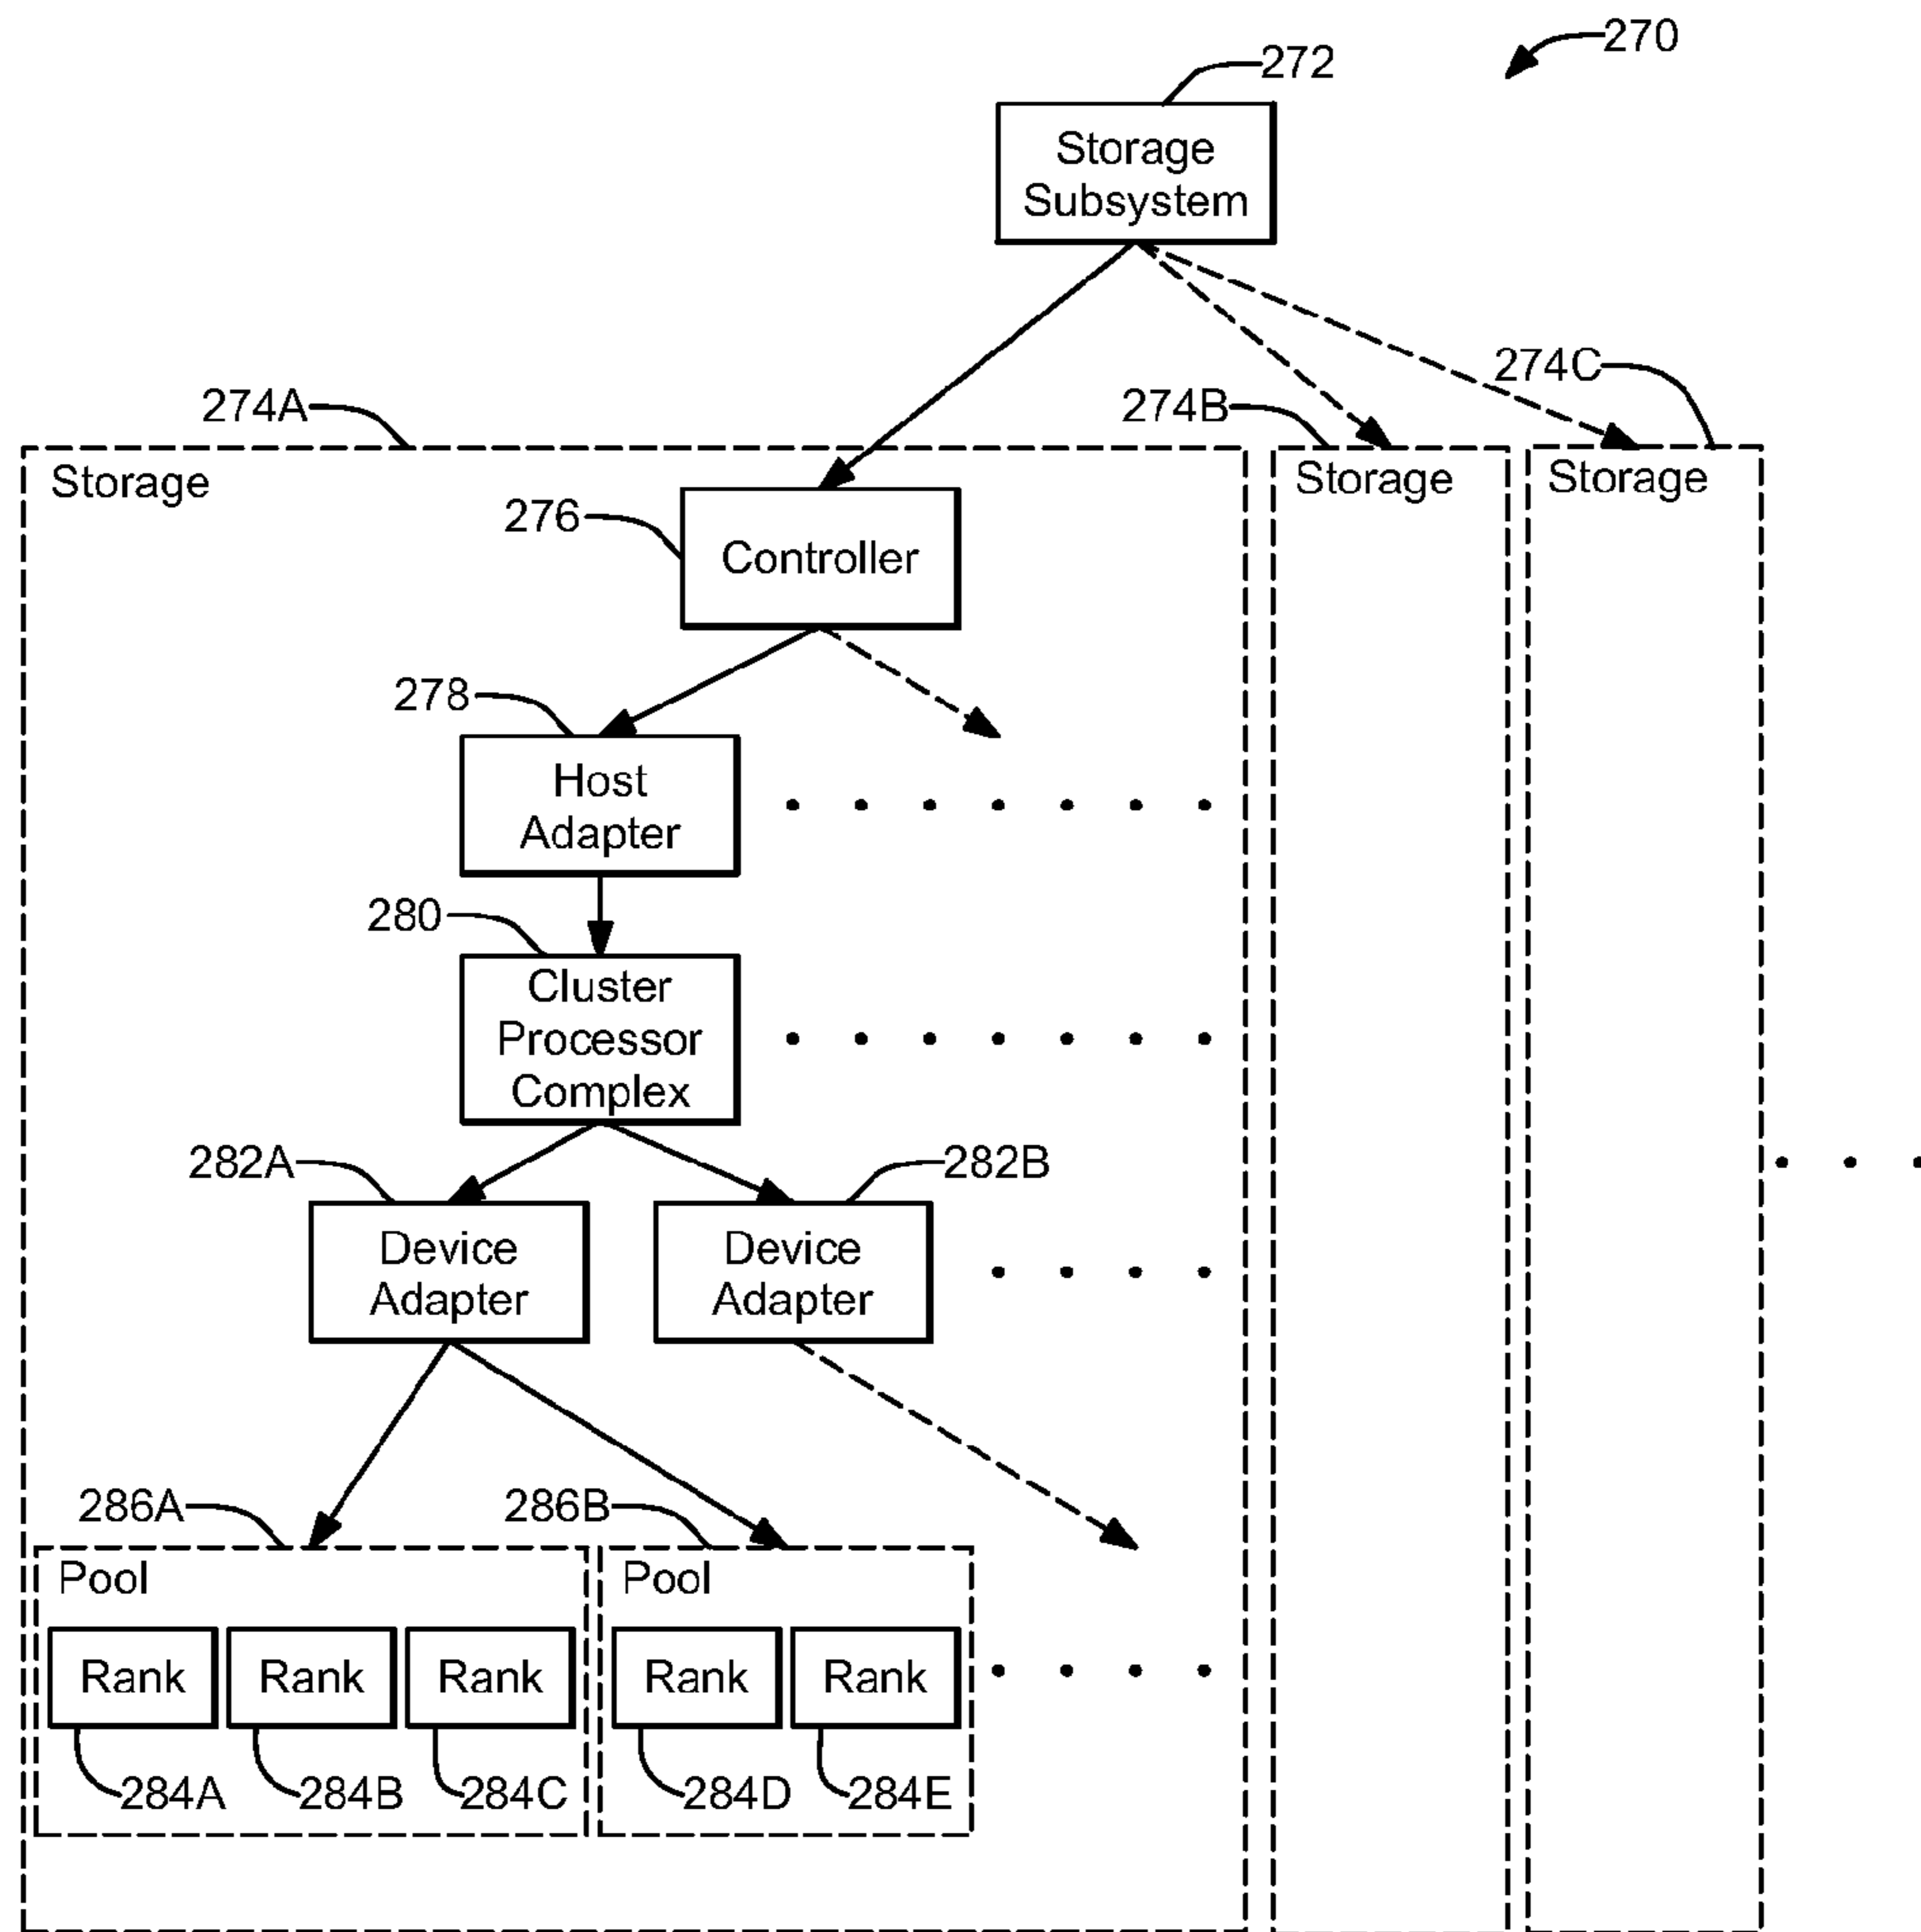 270
272
Storage
Subsystem
274C
274A
274B
Storage
Storage
Storage
276
Controller
278
Host
Adapter
280
Cluster
Processor
Complex
282A
282B
Device
Adapter
Device
Adapter
286A
286B
Pool
Pool
Rank
Rank
Rank
Rank
Rank
284A
284B
284C
284D
284E